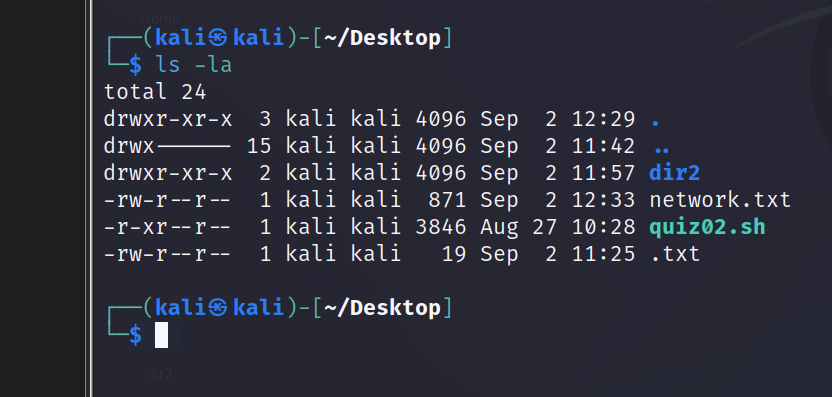 Home
┌──(kali㉿kali)-[~/Desktop]
└─$ ls -la
total 24
drwxr-xr-x  3 kali kali 4096 Sep  2 12:29 .
drwx------ 15 kali kali 4096 Sep  2 11:42 ..
drwxr-xr-x  2 kali kali 4096 Sep  2 11:57 dir2
-rw-r--r--  1 kali kali  871 Sep  2 12:33 network.txt
-r-xr--r--  1 kali kali 3846 Aug 27 10:28 quiz02.sh
-rw-r--r--  1 kali kali   19 Sep  2 11:25 .txt
┌──(kali㉿kali)-[~/Desktop]
└─$
dir2